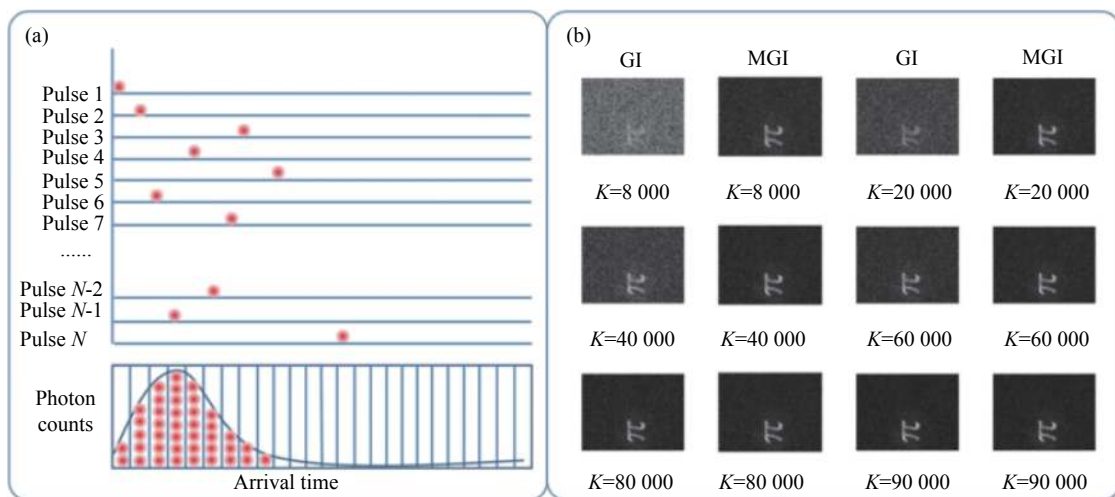 (a)
Pulse 1
Pulse 2
Pulse 3
Pulse 4
Pulse 5
Pulse 6
Pulse 7
......
Pulse N-2
Pulse N-1
Pulse N
Photon
counts
Arrival time
(b)
GI MGI GI MGI
π π π π
K=8 000 K=8 000 K=20 000 K=20 000
π π π π
K=40 000 K=40 000 K=60 000 K=60 000
π π π π
K=80 000 K=80 000 K=90 000 K=90 000